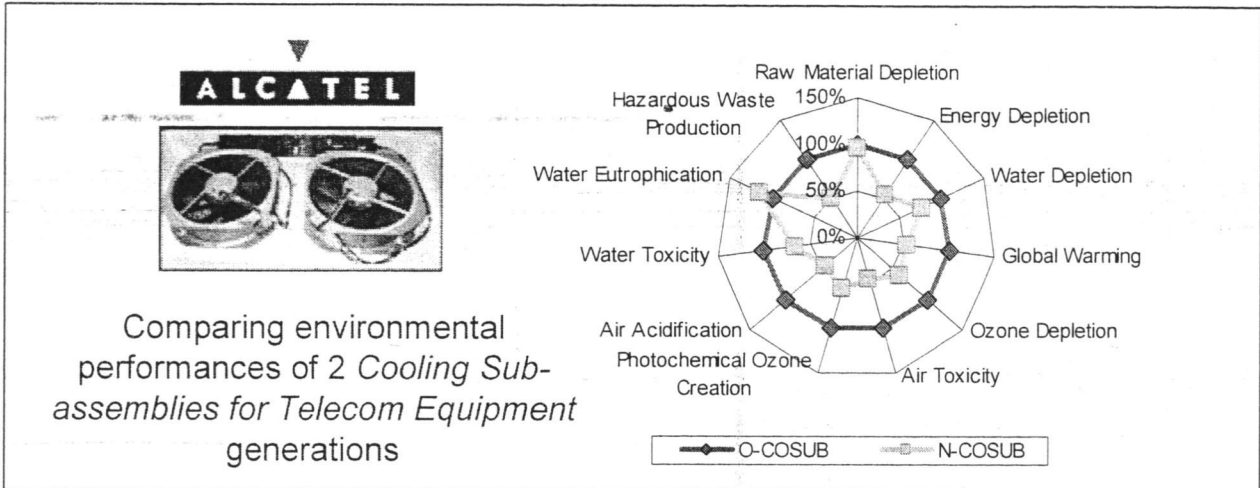 ALCATEL
Comparing environmental
performances of 2 Cooling Sub-
assemblies for Telecom Equipment
generations
Raw Material Depletion
150%
100%
50%
0%
Energy Depletion
Water Depletion
Global Warming
Ozone Depletion
Air Toxicity
Photochemical Ozone
Creation
Air Acidification
Water Toxicity
Water Eutrophication
Hazardous Waste
Production
O-COSUB
N-COSUB